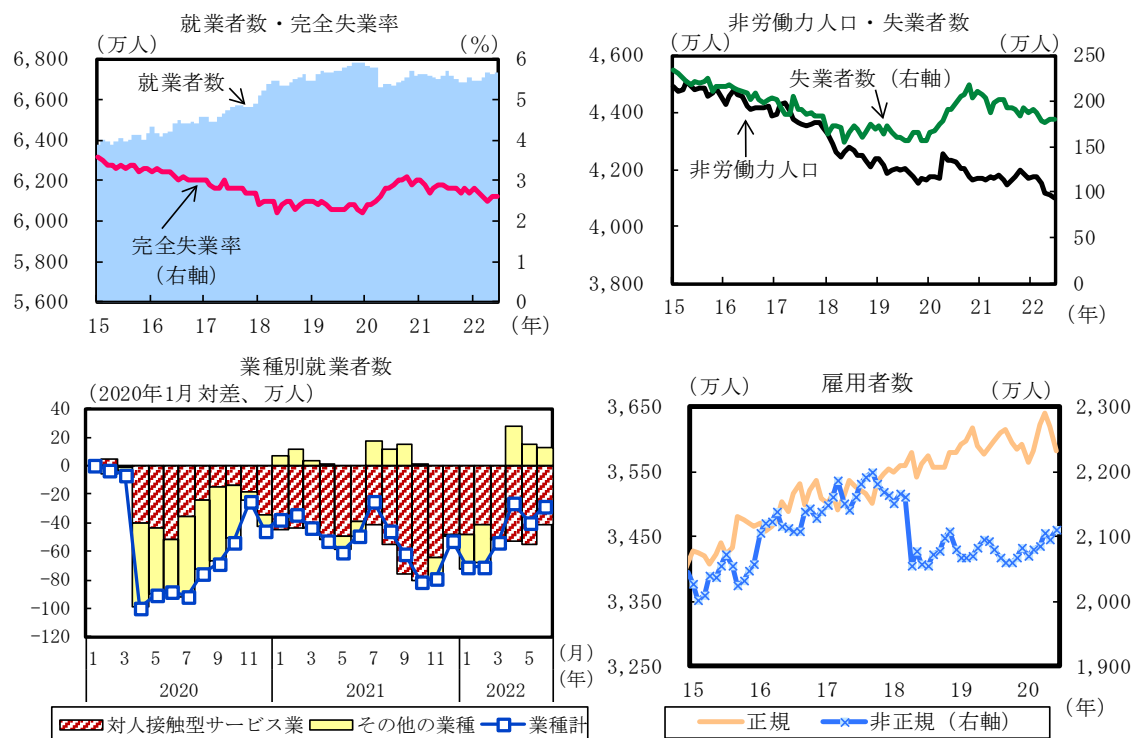 就業者数・完全失業率
(万人)
(%)
6,800
6,600
6,400
6,200
6,000
5,800
5,600
6
5
4
3
2
1
0
就業者数
完全失業率
(右軸)
15 16 17 18 19 20 21 22
(年)
非労働力人口・失業者数
(万人)
(万人)
4,600
4,400
4,200
4,000
3,800
250
200
150
100
50
0
失業者数(右軸)
非労働力人口
15 16 17 18 19 20 21 22
(年)
業種別就業者数
(2020年1月対差、万人)
40
20
0
-20
-40
-60
-80
-100
-120
1 3 5 7 9 11 1 3 5 7 9 11 1 3 5
(月)
2020 2021 2022
(年)
対人接触型サービス業 その他の業種 業種計
雇用者数
(万人)
(万人)
3,650
3,550
3,450
3,350
3,250
2,300
2,200
2,100
2,000
1,900
15 16 17 18 19 20
(年)
正規 非正規(右軸)